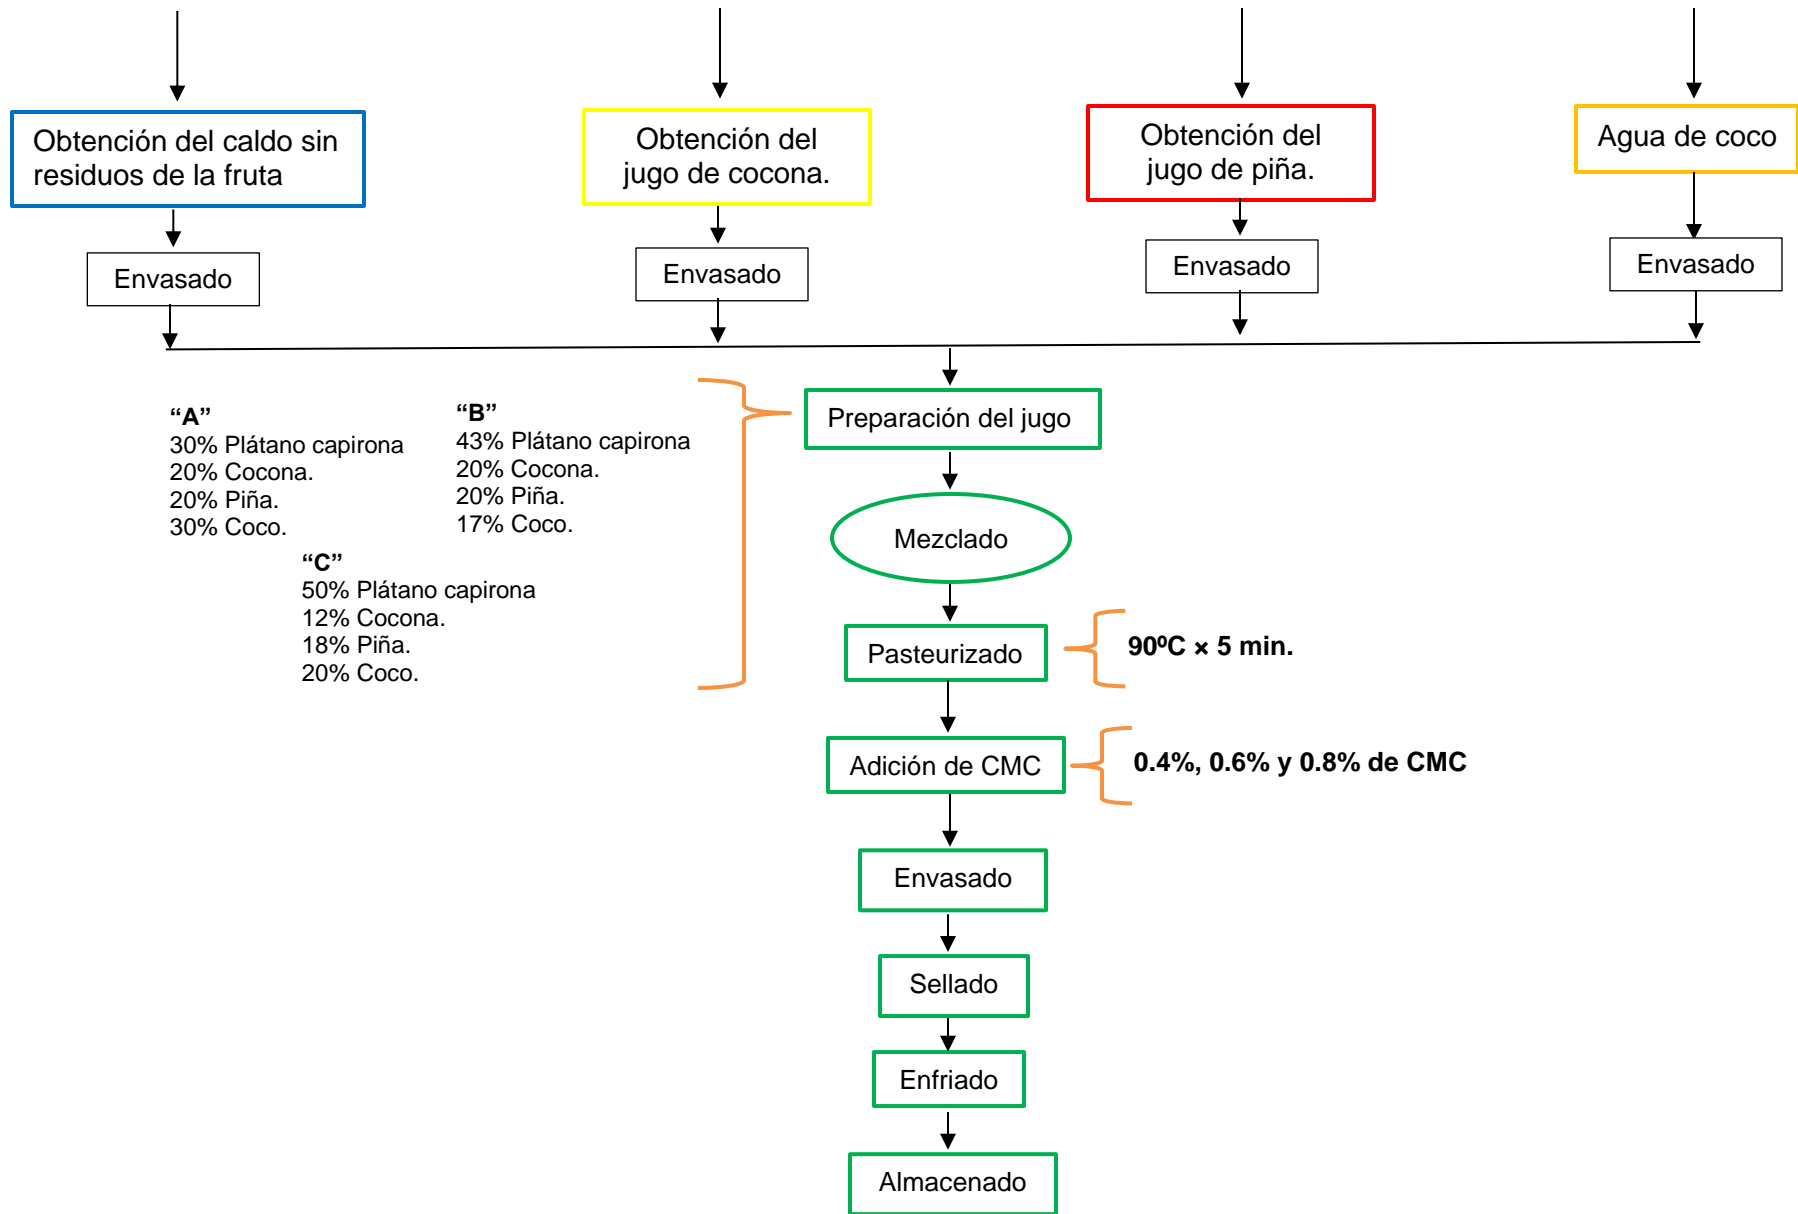 Obtención del caldo sin
residuos de la fruta
Obtención del
jugo de cocona.
Obtención del
jugo de piña.
Agua de coco
Envasado
Envasado
Envasado
Envasado
“A”
30% Plátano capirona
20% Cocona.
20% Piña.
30% Coco.
“B”
43% Plátano capirona
20% Cocona.
20% Piña.
17% Coco.
“C”
50% Plátano capirona
12% Cocona.
18% Piña.
20% Coco.
Preparación del jugo
Mezclado
Pasteurizado
90ºC × 5 min.
Adición de CMC
0.4%, 0.6% y 0.8% de CMC
Envasado
Sellado
Enfriado
Almacenado